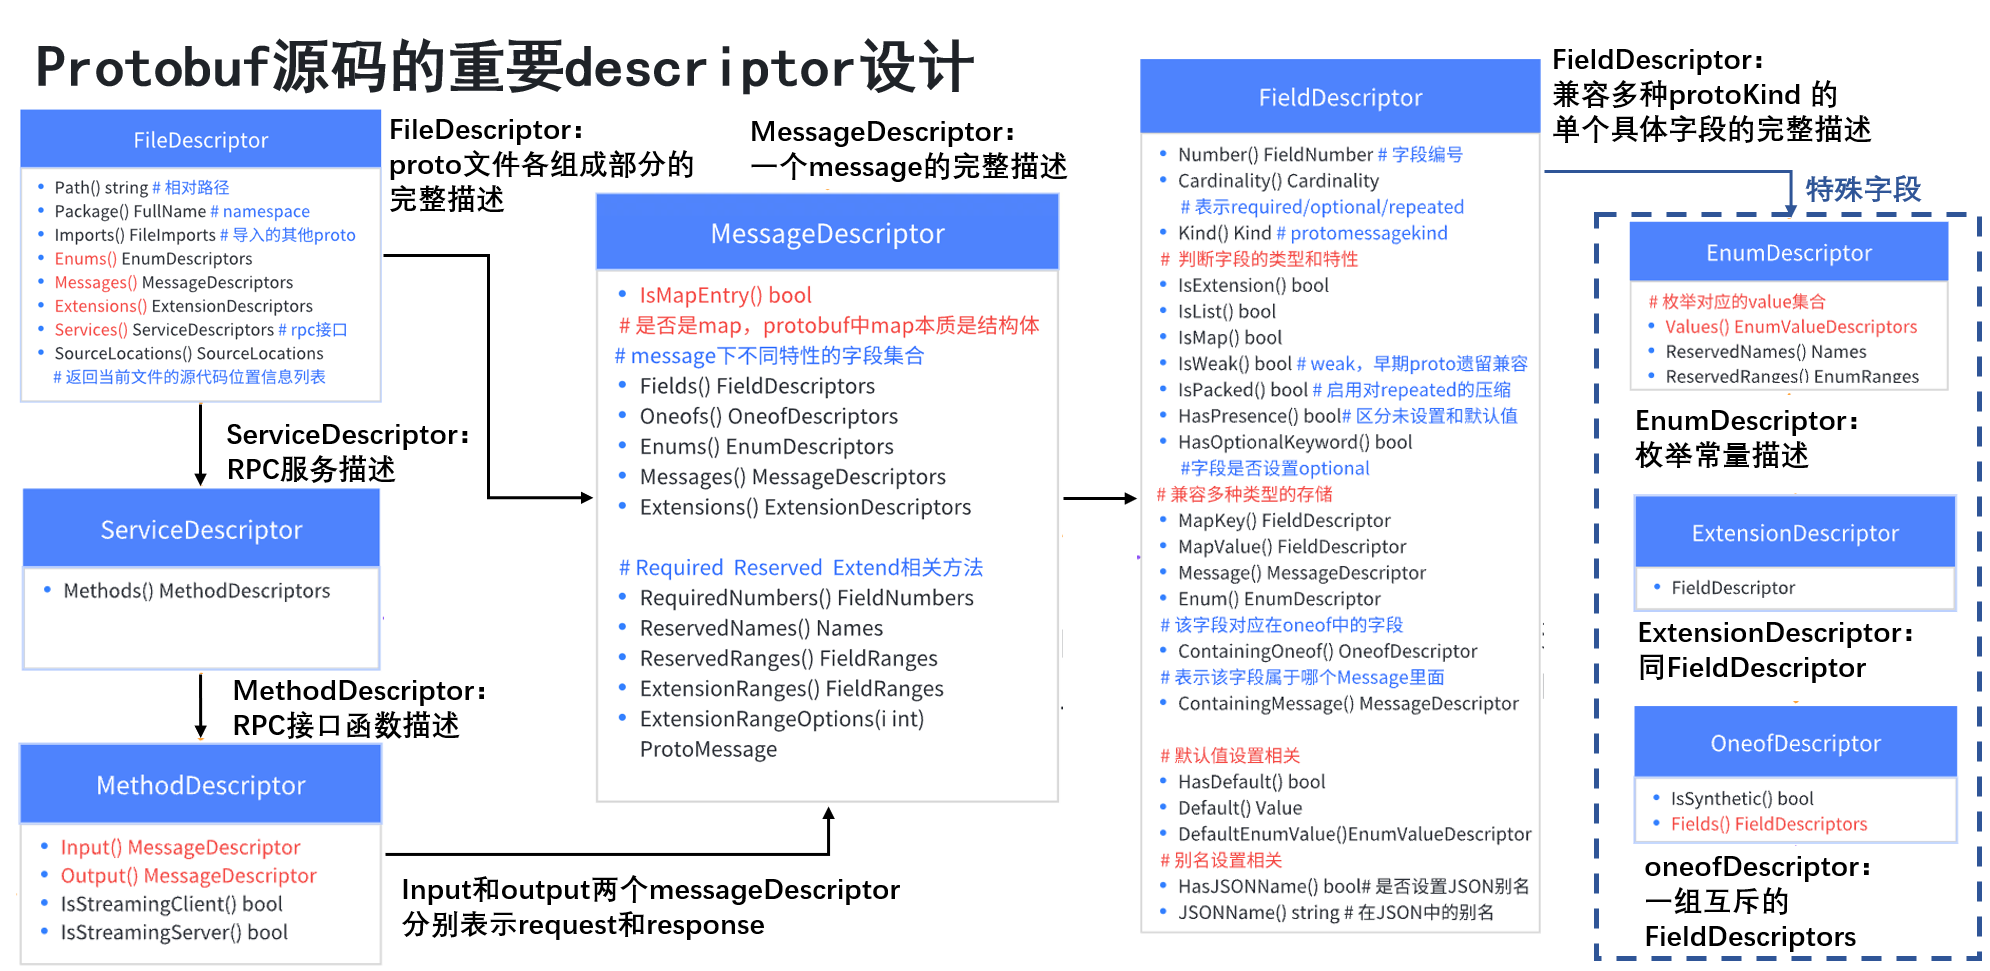 Protobuf源码的重要descriptor设计
FileDescriptor
• Path() string # 相对路径
• Package() FullName # namespace
• Imports() FileImports # 导入的其他proto
• Enums() EnumDescriptors
• Messages() MessageDescriptors
• Extensions() ExtensionDescriptors
• Services() ServiceDescriptors # rpc接口
• SourceLocations() SourceLocations
# 返回当前文件的源代码位置信息列表
FileDescriptor：
proto文件各组成部分的
完整描述
ServiceDescriptor：
RPC服务描述
ServiceDescriptor
• Methods() MethodDescriptors
MethodDescriptor：
RPC接口函数描述
MethodDescriptor
• Input() MessageDescriptor
• Output() MessageDescriptor
• IsStreamingClient() bool
• IsStreamingServer() bool
Input和output两个messageDescriptor
分别表示request和response
MessageDescriptor：
一个message的完整描述
MessageDescriptor
• IsMapEntry() bool
# 是否是map，protobuf中map本质是结构体
# message下不同特性的字段集合
• Fields() FieldDescriptors
• Oneofs() OneofDescriptors
• Enums() EnumDescriptors
• Messages() MessageDescriptors
• Extensions() ExtensionDescriptors
# Required Reserved Extend相关方法
• RequiredNumbers() FieldNumbers
• ReservedNames() Names
• ReservedRanges() FieldRanges
• ExtensionRanges() FieldRanges
• ExtensionRangeOptions(i int)
ProtoMessage
FieldDescriptor
• Number() FieldNumber # 字段编号
• Cardinality() Cardinality
# 表示required/optional/repeated
• Kind() Kind # protomessagekind
# 判断字段的类型和特性
• IsExtension() bool
• IsList() bool
• IsMap() bool
• IsWeak() bool # weak，早期proto遗留兼容
• IsPacked() bool # 启用对repeated的压缩
• HasPresence() bool# 区分未设置和默认值
• HasOptionalKeyword() bool
#字段是否设置optional
# 兼容多种类型的存储
• MapKey() FieldDescriptor
• MapValue() FieldDescriptor
• Message() MessageDescriptor
• Enum() EnumDescriptor
# 该字段对应在oneof中的字段
• ContainingOneof() OneofDescriptor
# 表示该字段属于哪个Message里面
• ContainingMessage() MessageDescriptor
# 默认值设置相关
• HasDefault() bool
• Default() Value
• DefaultEnumValue()EnumValueDescriptor
# 别名设置相关
• HasJSONName() bool# 是否设置JSON别名
• JSONName() string # 在JSON中的别名
FieldDescriptor：
兼容多种protoKind 的
单个具体字段的完整描述
特殊字段
EnumDescriptor
# 枚举对应的value集合
• Values() EnumValueDescriptors
• ReservedNames() Names
• ReservedRanges() EnumRanges
EnumDescriptor：
枚举常量描述
ExtensionDescriptor
• FieldDescriptor
ExtensionDescriptor：
同FieldDescriptor
OneofDescriptor
• IsSynthetic() bool
• Fields() FieldDescriptors
oneofDescriptor：
一组互斥的
FieldDescriptors